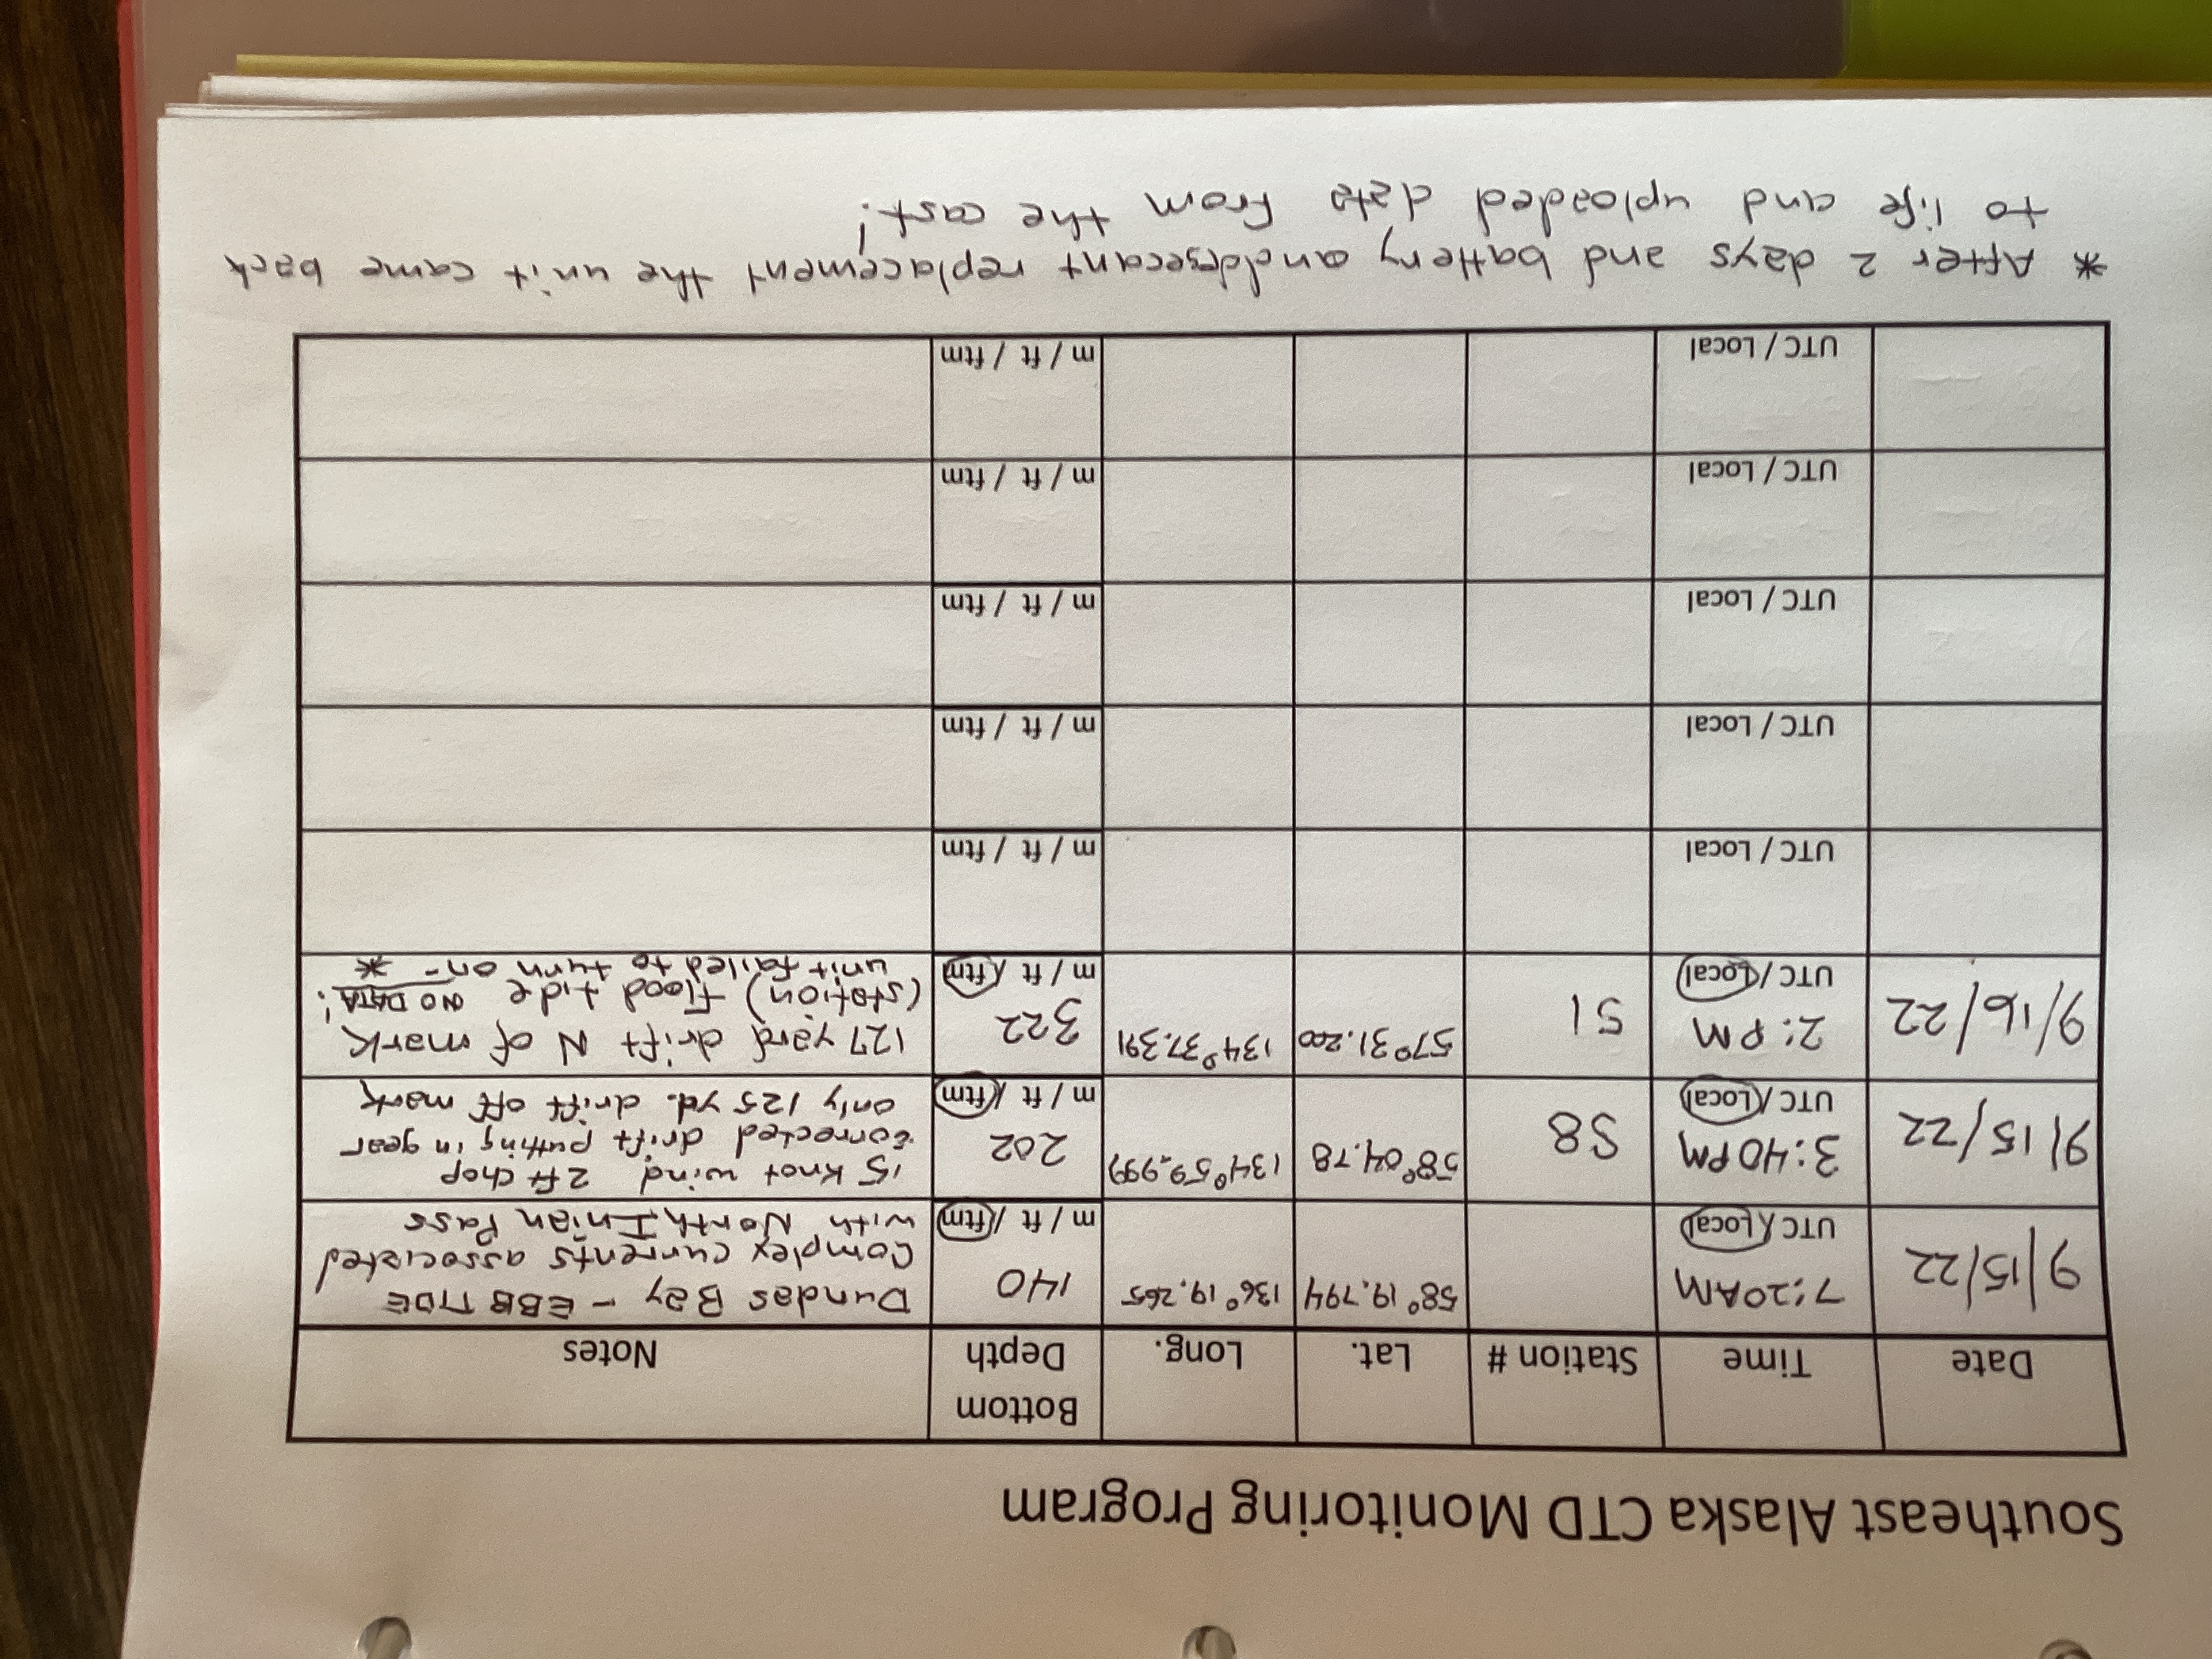 Southeast Alaska CTD Monitoring Program
Date Time Station # Lat. Long. Bottom Depth Notes
9/15/22 7:20AM 58° 19.794 136° 19.265 140 Dundas Bay - EBB TIDE
Complex currents associated
UTC / Local m / ft / ftm with North Inian Pass
9/15/22 3:40PM S8 58° 04.78 134° 59.999 202 15 Knot wind 2 ft chop
corrected drift putting in gear
UTC / Local m / ft / ftm only 125 yd. drift off mark
9/16/22 2: PM S1 57° 31.200 134° 37.391 322 127 yard drift N of mark
(station) flood tide NO DATA!
UTC / Local m / ft / ftm unit failed to turn on- *
UTC / Local m / ft / ftm
UTC / Local m / ft / ftm
UTC / Local m / ft / ftm
UTC / Local m / ft / ftm
UTC / Local m / ft / ftm
* After 2 days and battery and desecant replacement the unit came back
to life and uploaded data from the cast!